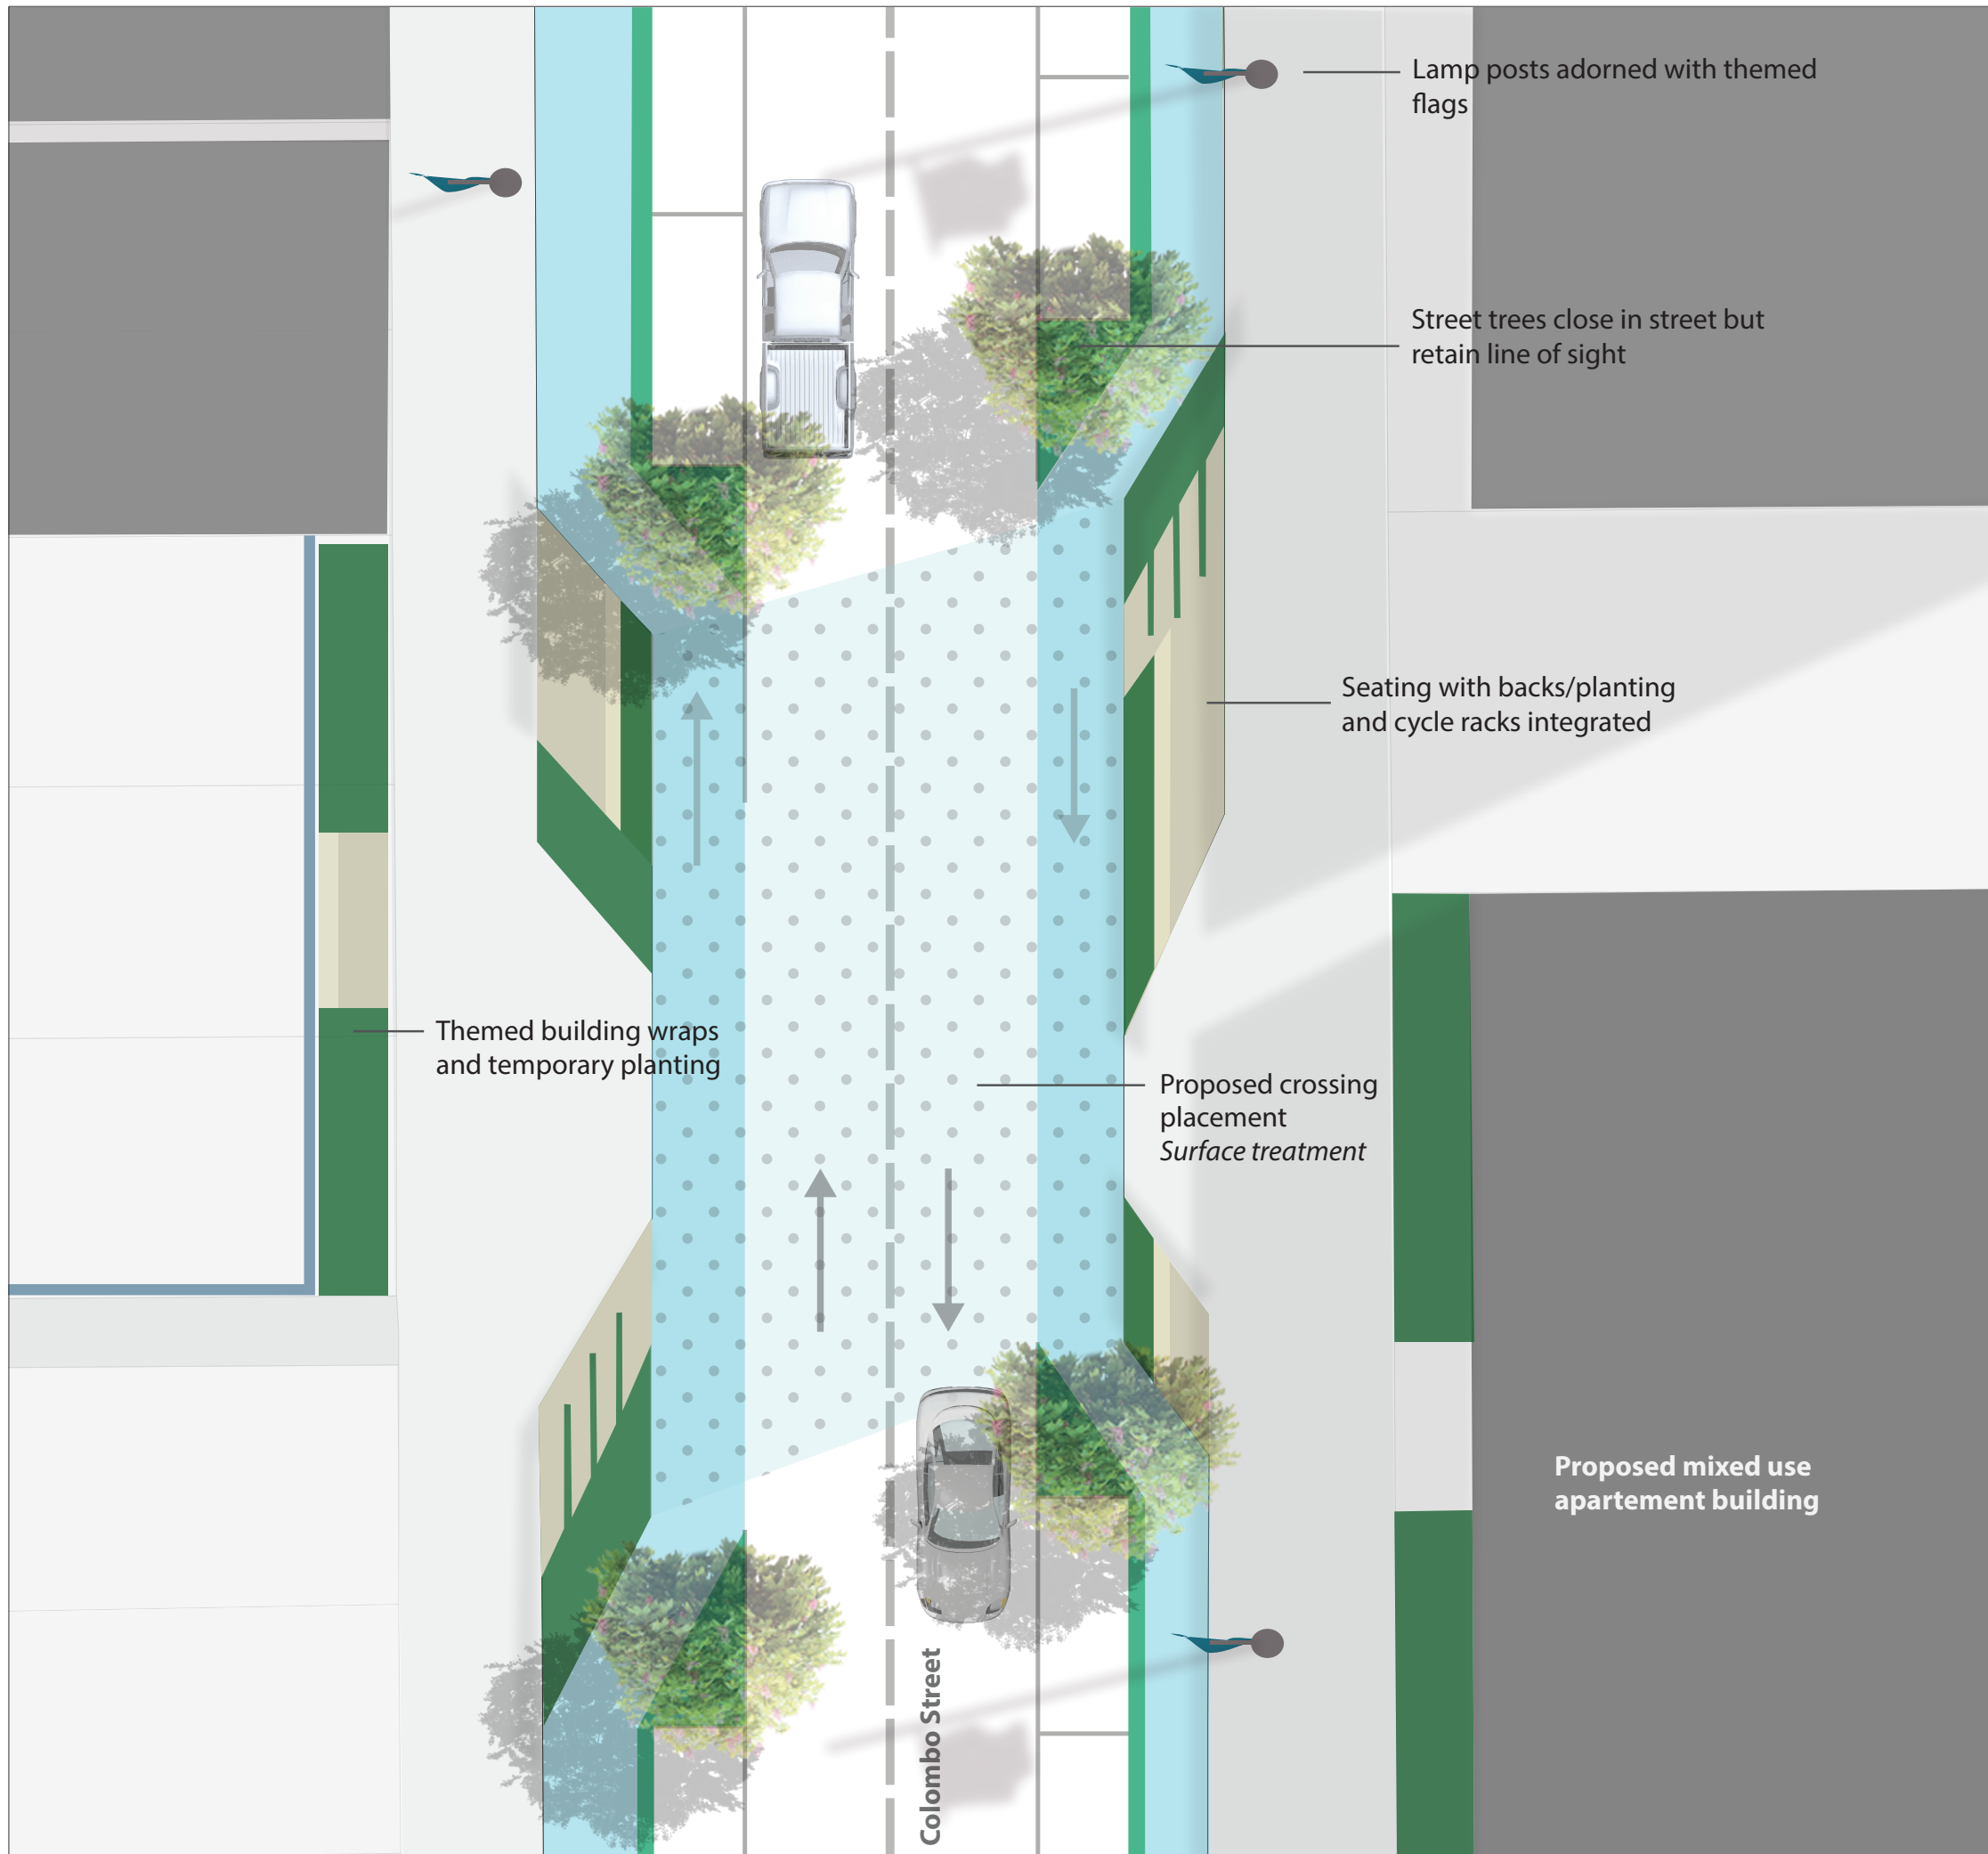 Lamp posts adorned with themed
flags
Street trees close in street but
retain line of sight
Seating with backs/planting
and cycle racks integrated
Themed building wraps
and temporary planting
Proposed crossing
placement
Surface treatment
Proposed mixed use
apartement building
Colombo Street